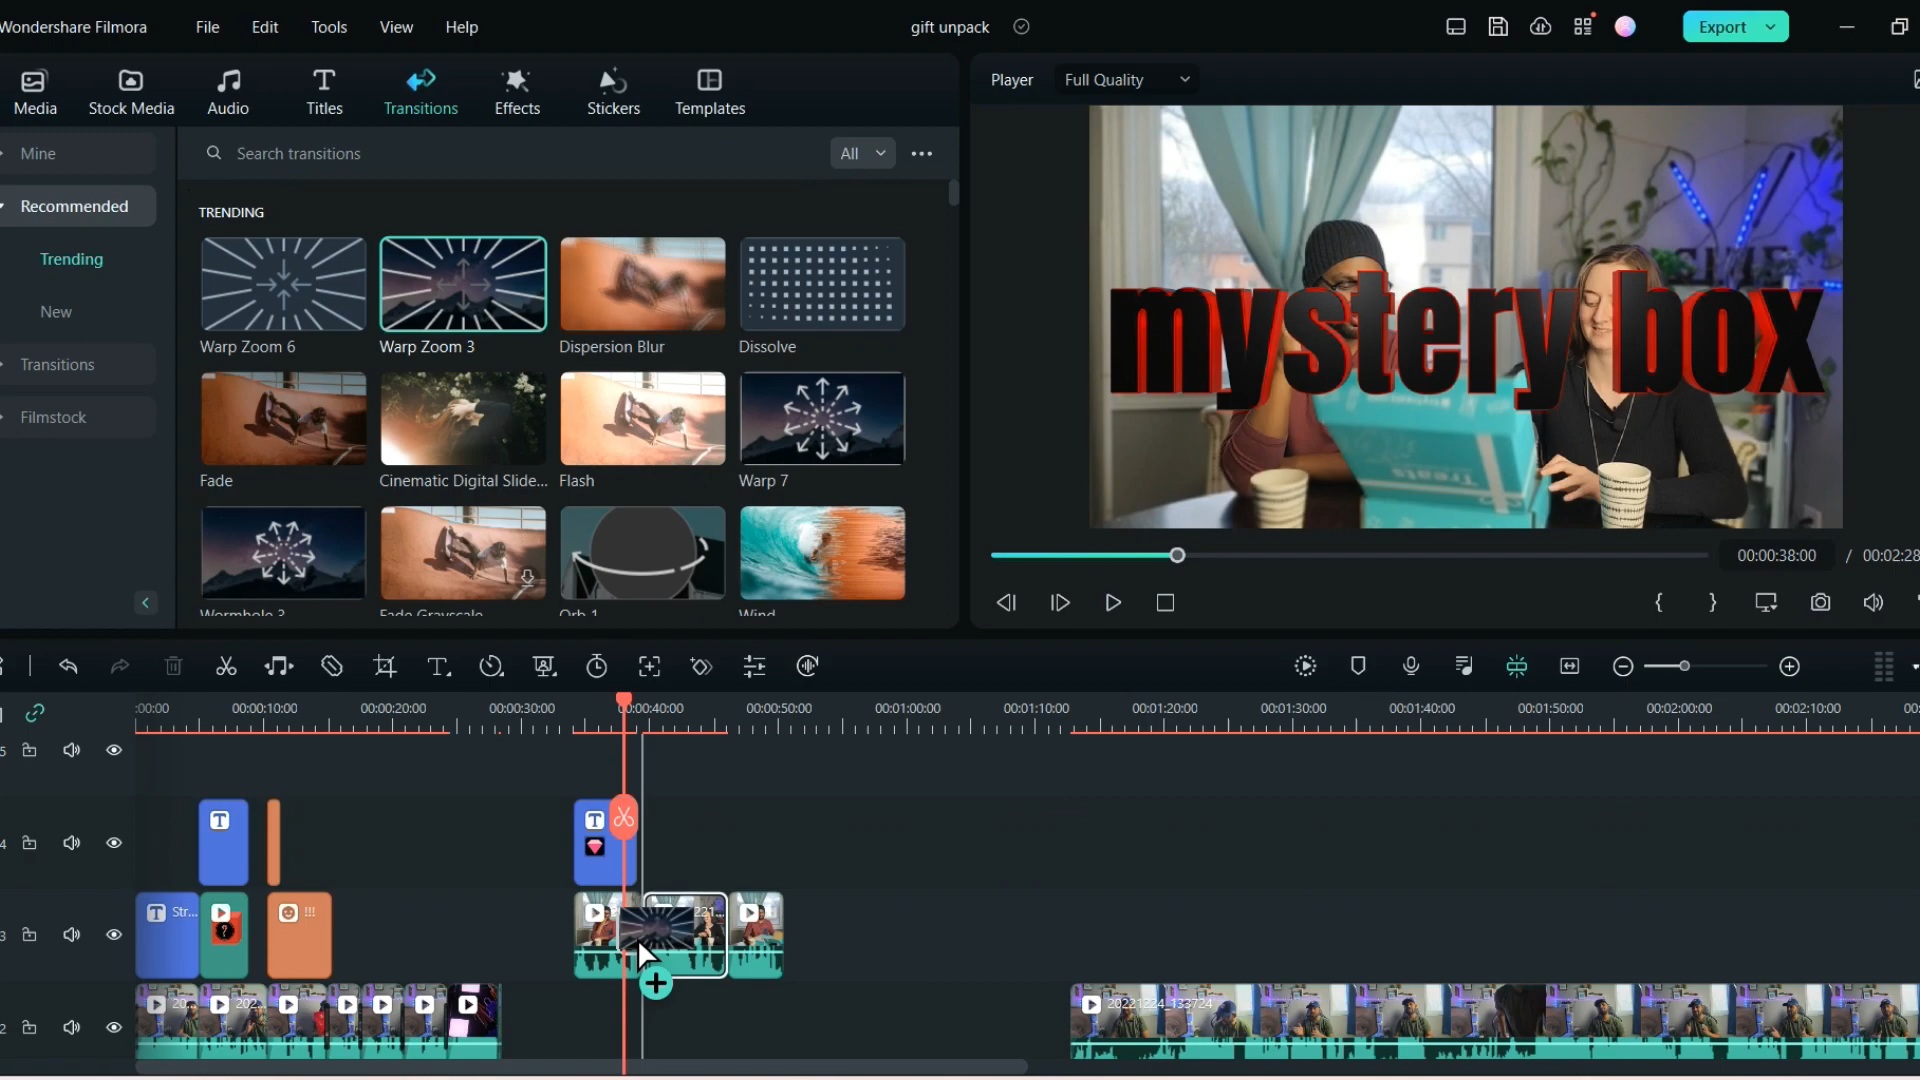 Wondershare Filmora
File
Edit
Tools
View
Help
gift unpack
Export
Media
Stock Media
Audio
Titles
Transitions
Effects
Stickers
Templates
Player
Full Quality
Mine
Search transitions
All
Recommended
TRENDING
Trending
New
Transitions
Filmstock
Warp Zoom 6
Warp Zoom 3
Dispersion Blur
Dissolve
Fade
Cinematic Digital Slide...
Flash
Warp 7
Wormhole 3
Fade Grayscale
Orb 1
Wind
mystery box
Treats
00:00:38:00 / 00:02:28
:00:00
00:00:10:00
00:00:20:00
00:00:30:00
00:00:40:00
00:00:50:00
00:01:00:00
00:01:10:00
00:01:20:00
00:01:30:00
00:01:40:00
00:01:50:00
00:02:00:00
00:02:10:00
00:
5
4
3
Str...
!!!
221...
2
20...
202...
20221224_133724